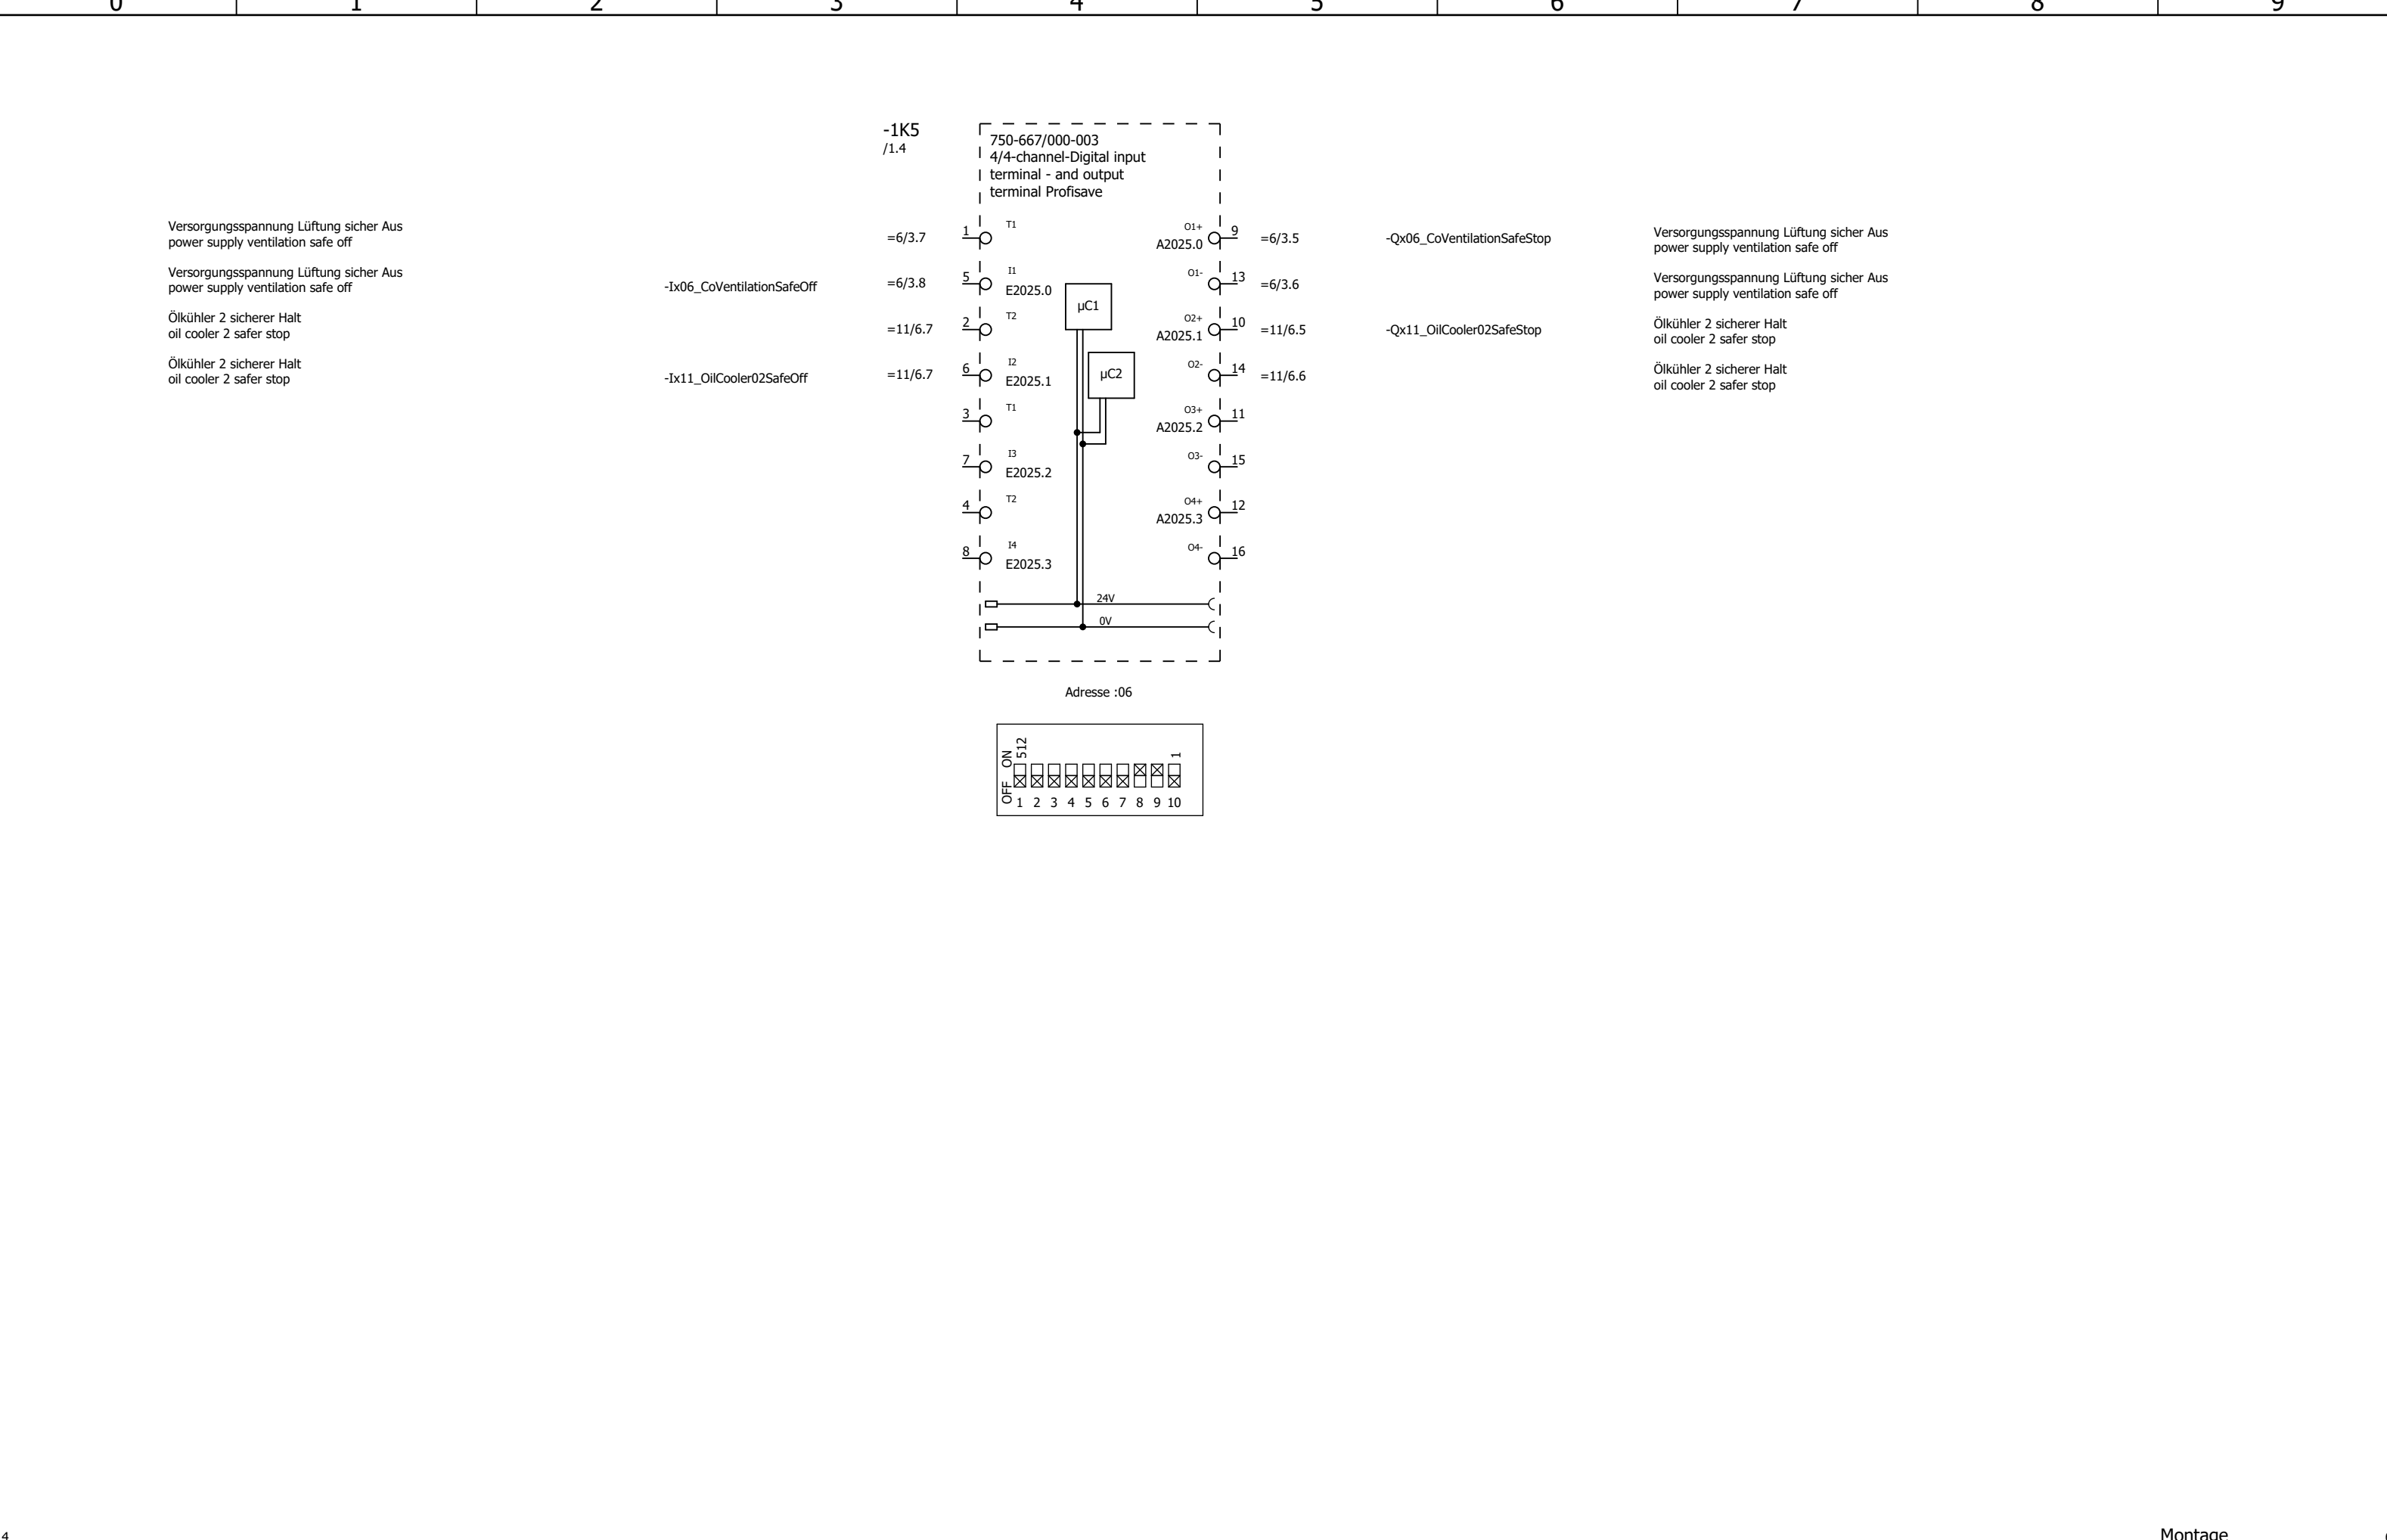 0 1 2 3 4 5 6 7 8 9
-1K5
/1.4
750-667/000-003
4/4-channel-Digital input
terminal - and output
terminal Profisave
Versorgungsspannung Lüftung sicher Aus
power supply ventilation safe off
=6/3.7
1
T1
O1+
A2025.0
9
=6/3.5
-Qx06_CoVentilationSafeStop
Versorgungsspannung Lüftung sicher Aus
power supply ventilation safe off
Versorgungsspannung Lüftung sicher Aus
power supply ventilation safe off
-Ix06_CoVentilationSafeOff
=6/3.8
5
I1
E2025.0
µC1
O1-
13
=6/3.6
Versorgungsspannung Lüftung sicher Aus
power supply ventilation safe off
Ölkühler 2 sicherer Halt
oil cooler 2 safer stop
=11/6.7
2
T2
O2+
A2025.1
10
=11/6.5
-Qx11_OilCooler02SafeStop
Ölkühler 2 sicherer Halt
oil cooler 2 safer stop
Ölkühler 2 sicherer Halt
oil cooler 2 safer stop
-Ix11_OilCooler02SafeOff
=11/6.7
6
I2
E2025.1
µC2
O2-
14
=11/6.6
Ölkühler 2 sicherer Halt
oil cooler 2 safer stop
3
T1
O3+
A2025.2
11
7
I3
E2025.2
O3-
15
4
T2
O4+
A2025.3
12
8
I4
E2025.3
O4-
16
24V
0V
Adresse :06
OFF ON
512
1
1 2 3 4 5 6 7 8 9 10
4
Montage